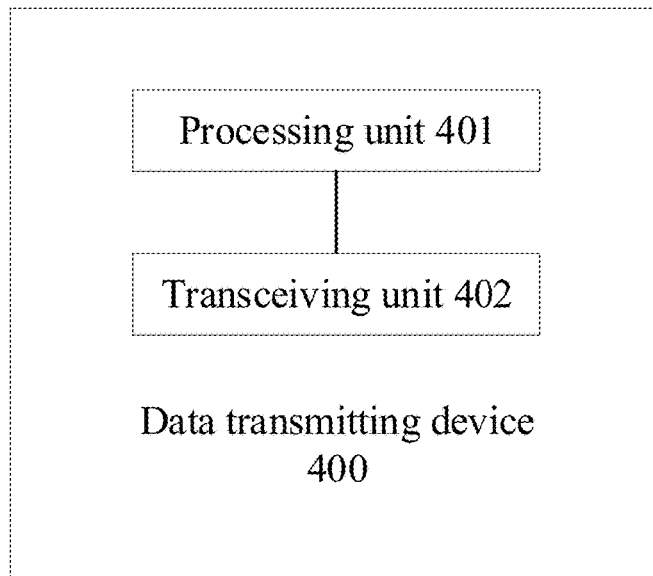 Processing unit 401
Transceiving unit 402
Data transmitting device
400